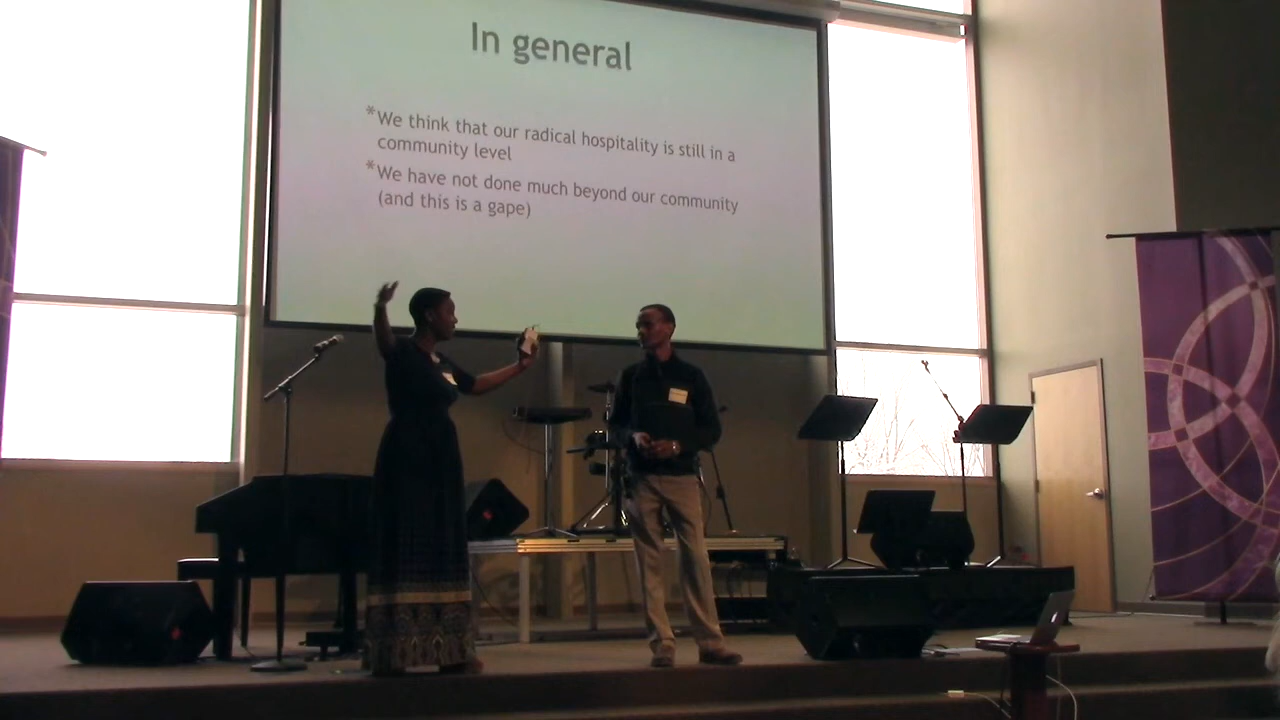 In general
*We think that our radical hospitality is still in a
community level
*We have not done much beyond our community
(and this is a gape)